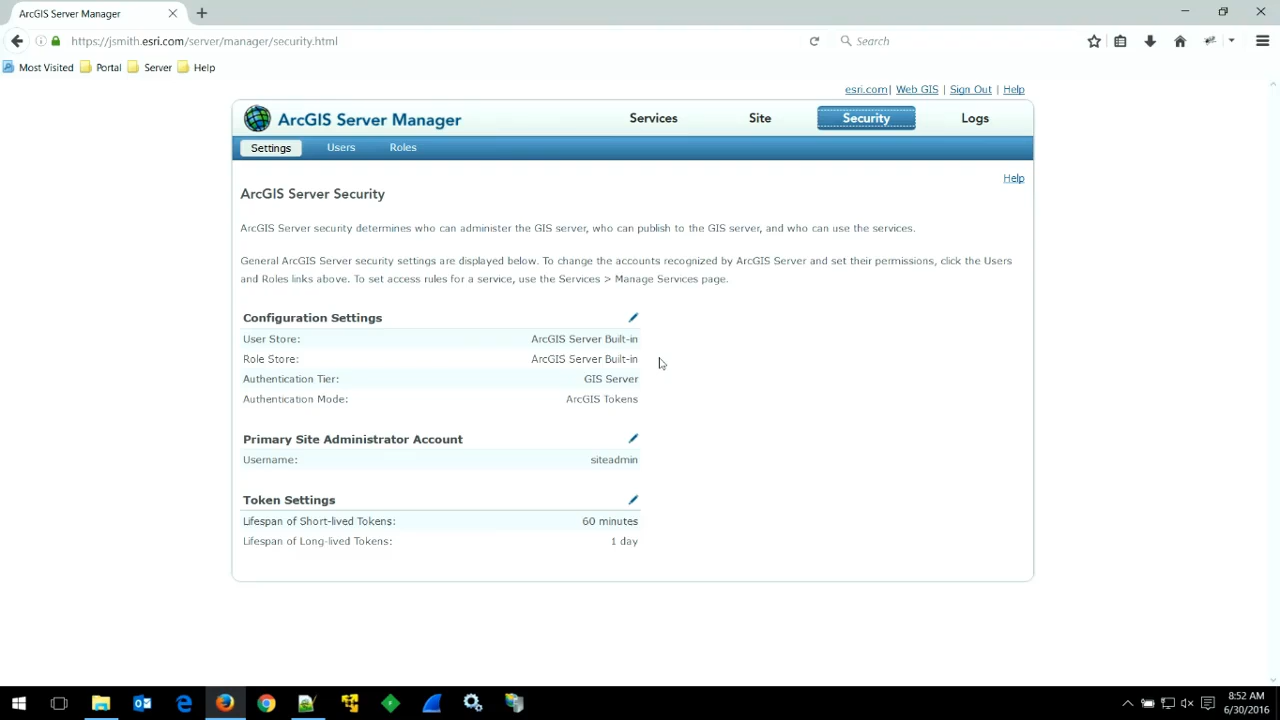 ArcGIS Server Manager
https://jsmith.esri.com/server/manager/security.html
Search
Most Visited Portal Server Help
esri.com | Web GIS | Sign Out | Help
ArcGIS Server Manager Services Site Security Logs
Settings Users Roles
Help
ArcGIS Server Security
ArcGIS Server security determines who can administer the GIS server, who can publish to the GIS server, and who can use the services.
General ArcGIS Server security settings are displayed below. To change the accounts recognized by ArcGIS Server and set their permissions, click the Users
and Roles links above. To set access rules for a service, use the Services > Manage Services page.
Configuration Settings
User Store: ArcGIS Server Built-in
Role Store: ArcGIS Server Built-in
Authentication Tier: GIS Server
Authentication Mode: ArcGIS Tokens
Primary Site Administrator Account
Username: siteadmin
Token Settings
Lifespan of Short-lived Tokens: 60 minutes
Lifespan of Long-lived Tokens: 1 day
8:52 AM
6/30/2016